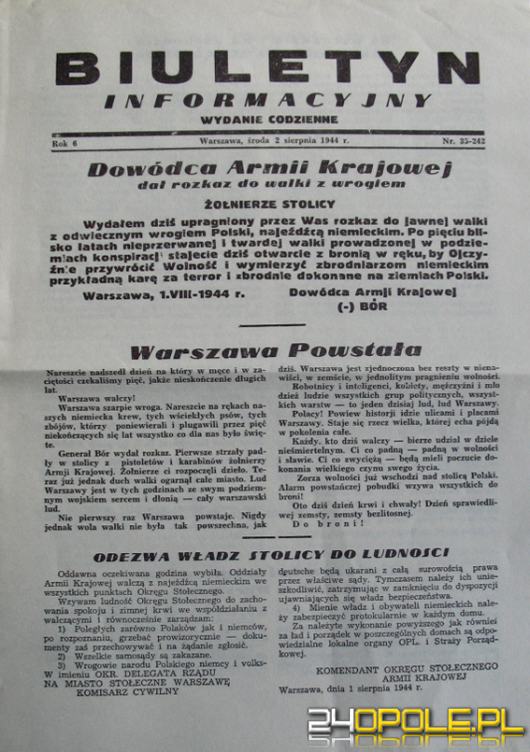 BIULETYN
INFORMACYJNY
WYDANIE CODZIENNE
Rok 6
Warszawa, środa 2 sierpnia 1944 r.
Nr. 35-242
Dowódca Armii Krajowej
dał rozkaz do walki z wrogiem
ŻOŁNIERZE STOLICY
Wydałem dziś upragniony przez Was rozkaz do jawnej walki
z odwiecznym wrogiem Polski, najeźdźcą niemieckim. Po pięciu bli-
sko latach nieprzerwanej i twardej walki prowadzonej w podzie-
miach konspiracji stajecie dziś otwarcie z bronią w ręku, by Ojczy-
źnie przywrócić Wolność i wymierzyć zbrodniarzom niemieckim
przykładną karę za terror i zbrodnie dokonane na ziemiach Polski.
Warszawa, 1.VIII-1944 r.
Dowódca Armji Krajowej
(-) BÓR
Warszawa Powstała
Nareszcie nadszedł dzień na który w męce i w za-
ciętości czekaliśmy pięć, jakże nieskończenie długich
lat.
Warszawa walczy!
Warszawa szarpie wroga. Nareszcie na rękach na-
szych niemiecka krew, tych wściekłych psów, tych
zbójów, którzy poniewierali i plugawili przez pięć
niekończących się lat wszystko co dla nas było świę-
te.
Generał Bór wydał rozkaz. Pierwsze strzały pad-
ły w stolicy z pistoletów i karabinów żołnierzy
Armji Krajowej. Żołnierze ci rozpoczęli dzieło. Te-
raz już jednak duch walki ogarnął całe miasto. Lud
Warszawy jest w tych godzinach ze swym podziem-
nym wojskiem sercem i dłonią — cały warszawski
lud.
Nie pierwszy raz Warszawa powstaje. Nigdy
jednak wola walki nie była tak powszechna, jak
dziś. Warszawa jest zjednoczona bez reszty w niena-
wiści, w zemście, w jednolitym pragnieniu wolności.
Robotnicy i inteligenci, kobiety, mężczyźni i mło
dzież ludzie wszystkich grup politycznych, wszyst-
kich warstw — to jeden dzisiaj lud, lud Warszawy.
Polacy! Powiew historji idzie ulicami i placami
Warszawy. Staje się rzecz wielka, której echa pójdą
w pokolenia całe.
Każdy, kto dziś walczy — bierze udział w dziele
nieśmiertelnym. Ci co padną — padną w wolności
i sławie. Ci co zwyciężą — będą mieli poczucie do-
konania wielkiego czynu swego życia.
Zorza wolności już wschodzi nad stolicą Polski.
Alarm powstańczej pobudki wzywa wszystkich do
broni!
Oto dziś dzień krwi i chwały! Dzień sprawiedli-
wej zemsty, zemsty bezlitosnej.
Do broni!
ODEZWA WŁADZ STOLICY DO LUDNOŚCI
Oddawna oczekiwana godzina wybiła. Oddziały
Armii Krajowej walczą z najeźdźcą niemieckim we
wszystkich punktach Okręgu Stołecznego.
Wzywam ludność Okręgu Stołecznego do zacho-
wania spokoju i zimnej krwi we współdziałaniu z
walczącymi i równocześnie zarządzam:
1) Poległych zarówno Polaków jak i niemców,
po rozpoznaniu, grzebać prowizorycznie — doku-
menty zaś przechowywać i na żądanie zgłosić.
2) Wszelkie samosądy są zakazane.
3) Wrogowie narodu Polskiego niemcy i volks-
W imieniu OKR. DELEGATA RZĄDU
NA MIASTO STOŁECZNE WARSZAWĘ
KOMISARZ CYWILNY
dgutsche będą ukarani z całą surowością prawa
przez właściwe sądy. Tymczasem należy ich unie-
szkodliwić, zatrzymując w zamknięciu do dyspozycji
ujawniających się władz bezpieczeństwa.
4) Mienie władz i obywateli niemieckich nale-
ży zabezpieczyć protokularnie w każdym domu.
Za należyte wykonanie powyższego jak również
za ład i porządek w poszczególnych domach są odpo-
wiedzialne lokalne organy OPL. i Straży Porząd-
kowej.
KOMENDANT OKRĘGU STOŁECZNEGO
ARMII KRAJOWEJ
Warszawa, dnia 1 sierpnia 1944 r.
24OPOLE.PL